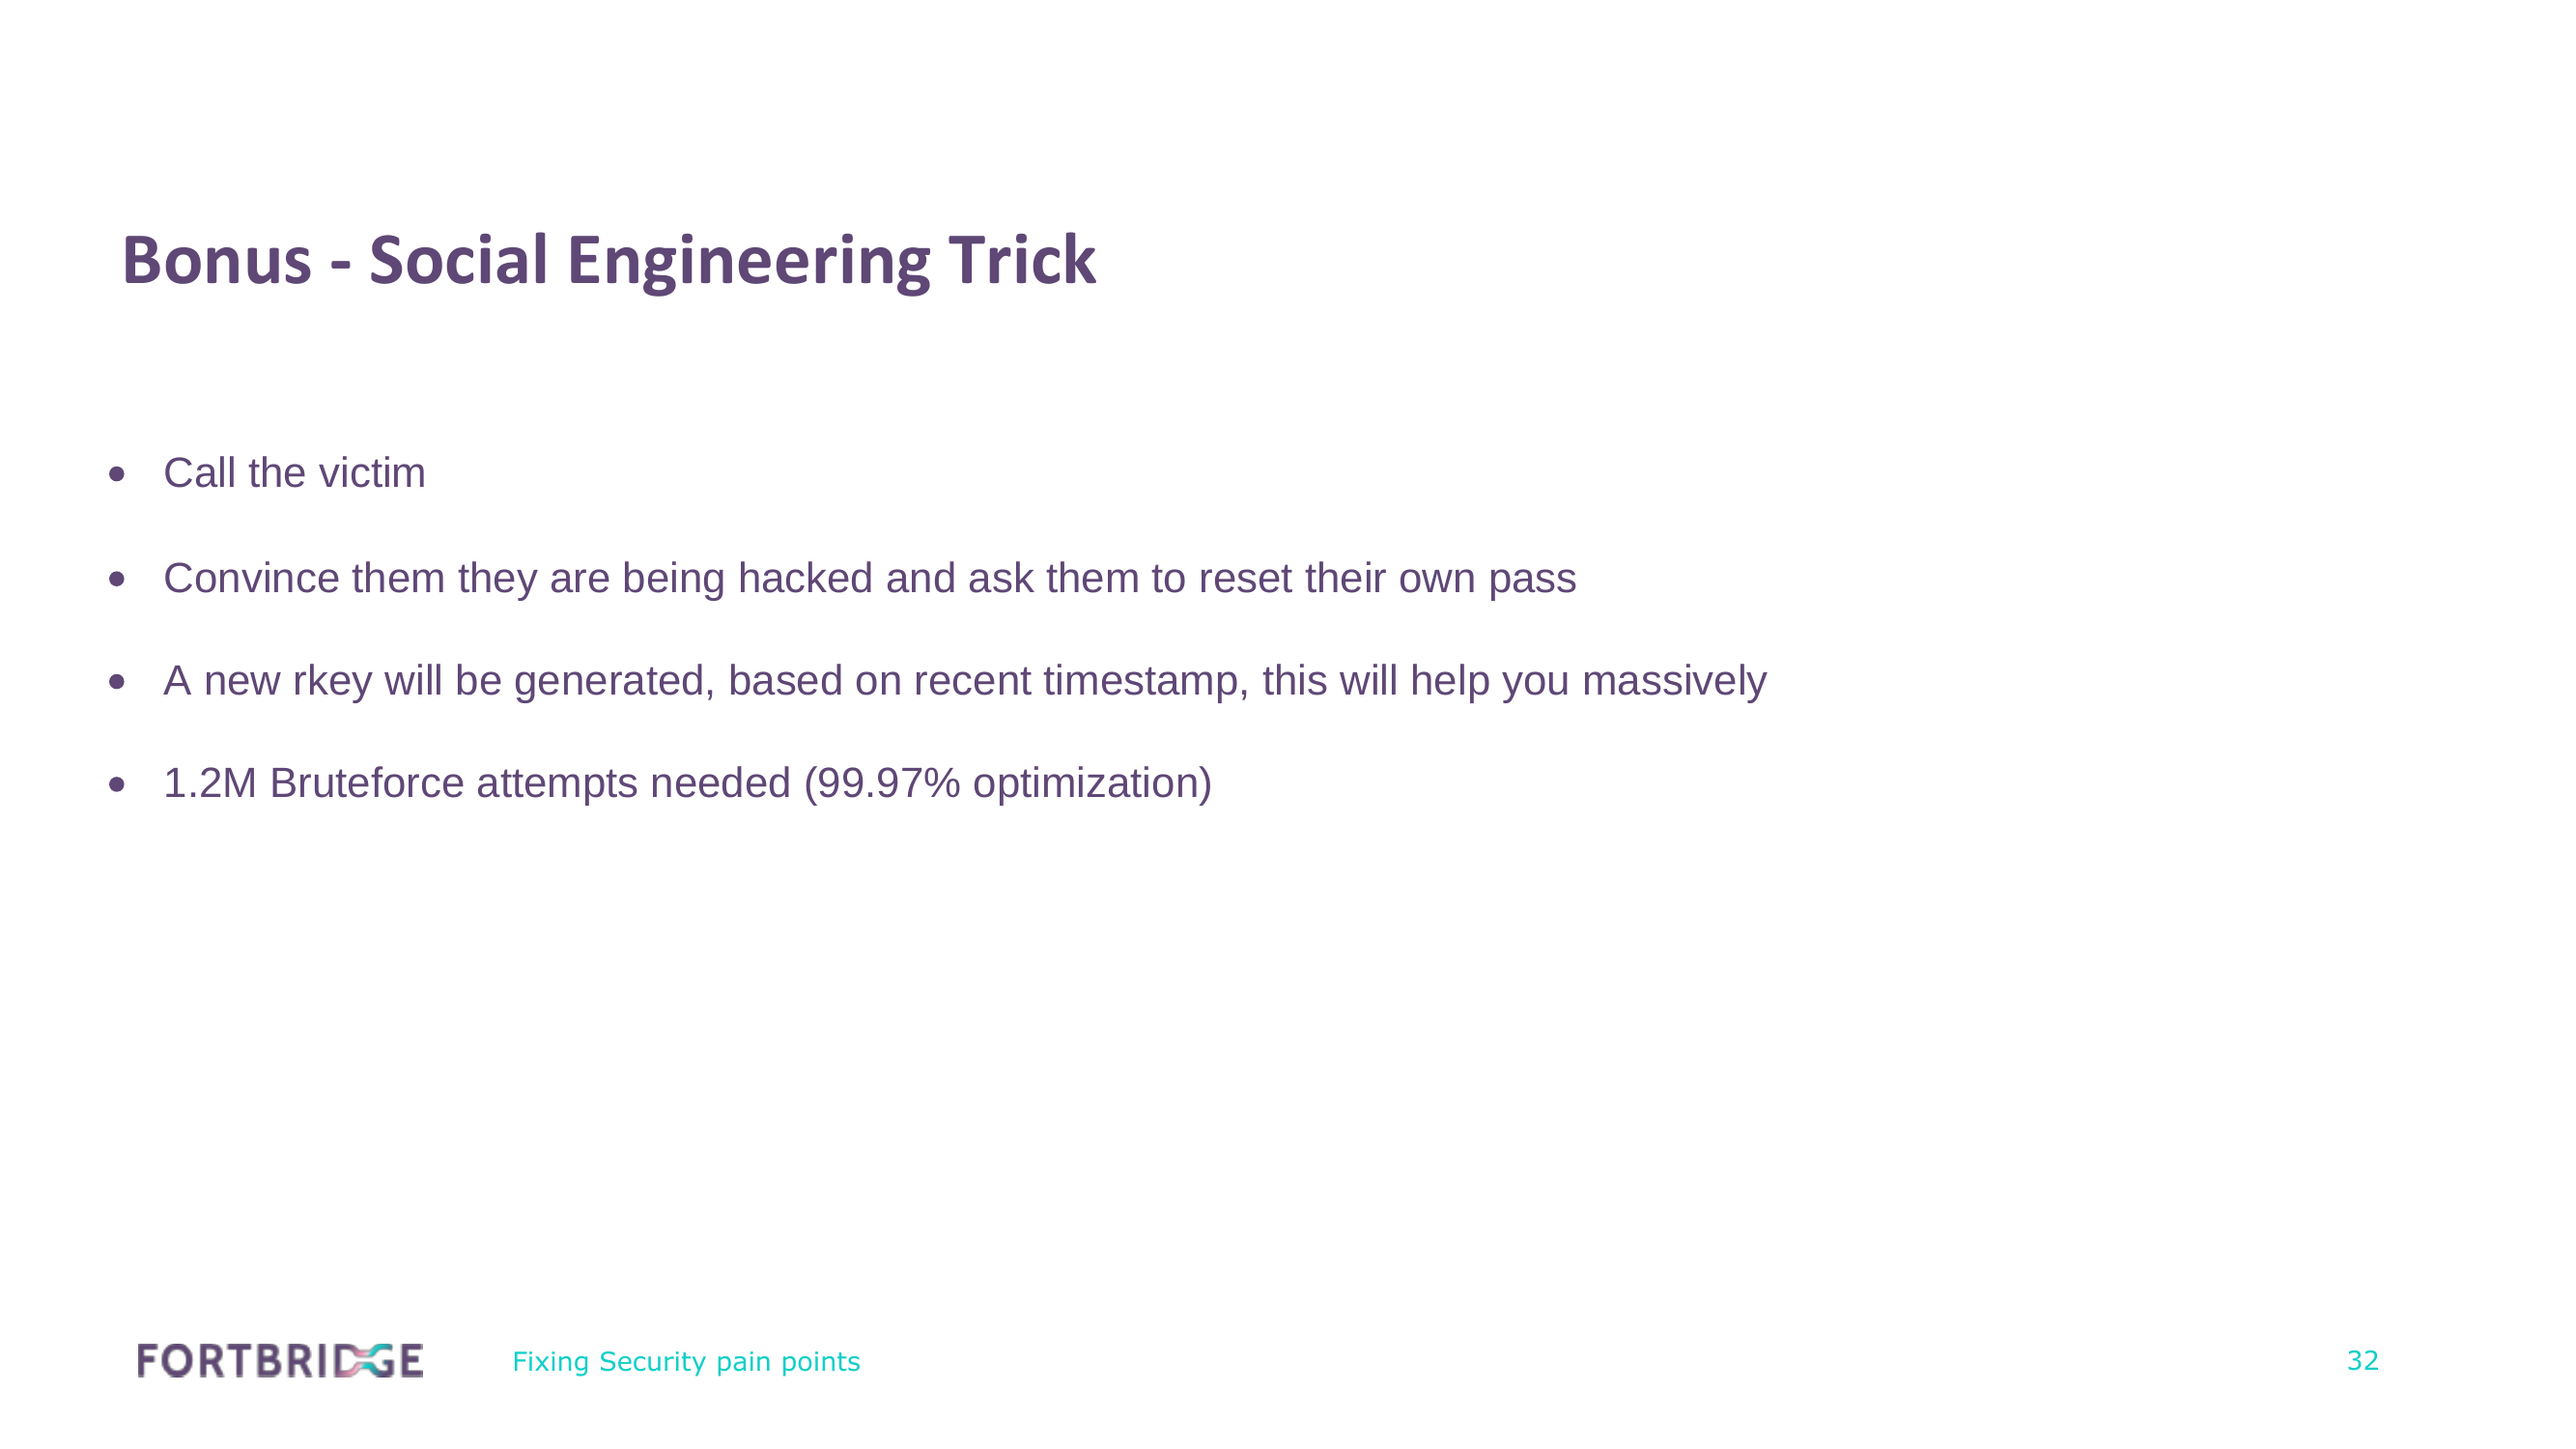 Bonus - Social Engineering Trick
• Call the victim
• Convince them they are being hacked and ask them to reset their own pass
• A new rkey will be generated, based on recent timestamp, this will help you massively
• 1.2M Bruteforce attempts needed (99.97% optimization)
FORTBRIDGE
Fixing Security pain points
32